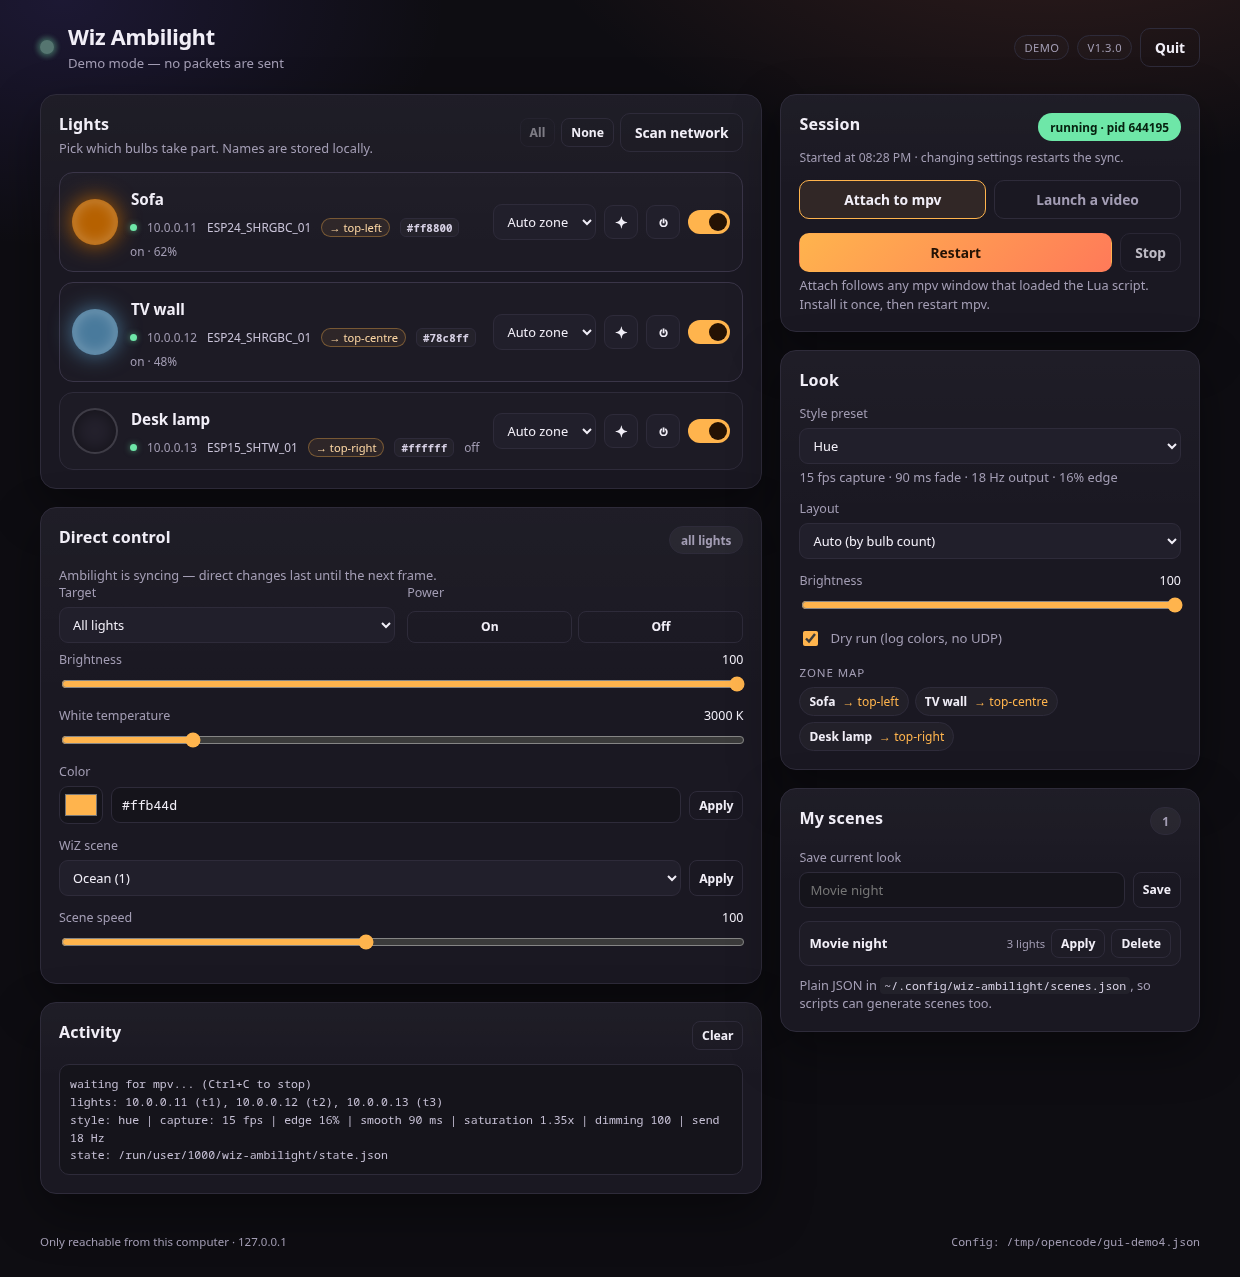 Wiz Ambilight
Demo mode — no packets are sent
DEMO
V1.3.0
Quit
Lights
Pick which bulbs take part. Names are stored locally.
All
None
Scan network
Sofa
10.0.0.11 ESP24_SHRGBC_01 → top-left #ff8800
on · 62%
Auto zone
TV wall
10.0.0.12 ESP24_SHRGBC_01 → top-centre #78c8ff
on · 48%
Auto zone
Desk lamp
10.0.0.13 ESP15_SHTW_01 → top-right #ffffff off
Auto zone
Direct control
all lights
Ambilight is syncing — direct changes last until the next frame.
Target
Power
All lights
On
Off
Brightness
100
White temperature
3000 K
Color
#ffb44d
Apply
WiZ scene
Ocean (1)
Apply
Scene speed
100
Activity
Clear
waiting for mpv... (Ctrl+C to stop)
lights: 10.0.0.11 (t1), 10.0.0.12 (t2), 10.0.0.13 (t3)
style: hue | capture: 15 fps | edge 16% | smooth 90 ms | saturation 1.35x | dimming 100 | send
18 Hz
state: /run/user/1000/wiz-ambilight/state.json
Session
running · pid 644195
Started at 08:28 PM · changing settings restarts the sync.
Attach to mpv
Launch a video
Restart
Stop
Attach follows any mpv window that loaded the Lua script.
Install it once, then restart mpv.
Look
Style preset
Hue
15 fps capture · 90 ms fade · 18 Hz output · 16% edge
Layout
Auto (by bulb count)
Brightness
100
Dry run (log colors, no UDP)
ZONE MAP
Sofa → top-left
TV wall → top-centre
Desk lamp → top-right
My scenes
1
Save current look
Movie night
Save
Movie night
3 lights
Apply
Delete
Plain JSON in ~/.config/wiz-ambilight/scenes.json, so
scripts can generate scenes too.
Only reachable from this computer · 127.0.0.1
Config: /tmp/opencode/gui-demo4.json